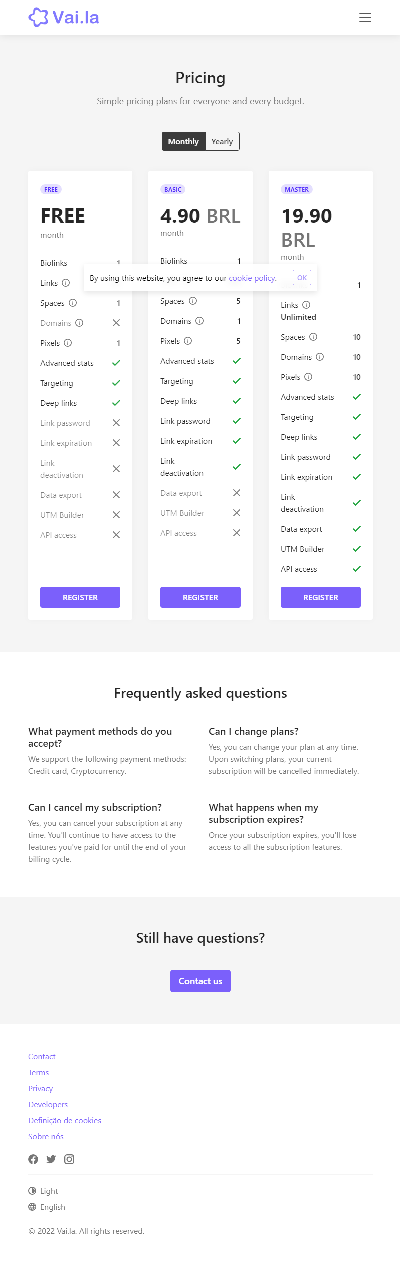 Vai.la
Pricing
Simple pricing plans for everyone and every budget.
Monthly Yearly
FREE
FREE
month
Biolinks 1
Links 1
Spaces 1
Domains
Pixels 1
Advanced stats
Targeting
Deep links
Link password
Link expiration
Link
deactivation
Data export
UTM Builder
API access
REGISTER
BASIC
4.90 BRL
month
Biolinks 1
Spaces 5
Domains 1
Pixels 5
Advanced stats
Targeting
Deep links
Link password
Link expiration
Link
deactivation
Data export
UTM Builder
API access
REGISTER
MASTER
19.90
BRL
month
1
Links
Unlimited
Spaces 10
Domains 10
Pixels 10
Advanced stats
Targeting
Deep links
Link password
Link expiration
Link
deactivation
Data export
UTM Builder
API access
REGISTER
By using this website, you agree to our cookie policy. OK
Frequently asked questions
What payment methods do you
accept?
We support the following payment methods:
Credit card, Cryptocurrency.
Can I change plans?
Yes, you can change your plan at any time.
Upon switching plans, your current
subscription will be cancelled immediately.
Can I cancel my subscription?
Yes, you can cancel your subscription at any
time. You'll continue to have access to the
features you've paid for until the end of your
billing cycle.
What happens when my
subscription expires?
Once your subscription expires, you'll lose
access to all the subscription features.
Still have questions?
Contact us
Contact
Terms
Privacy
Developers
Definição de cookies
Sobre nós
Light
English
© 2022 Vai.la. All rights reserved.